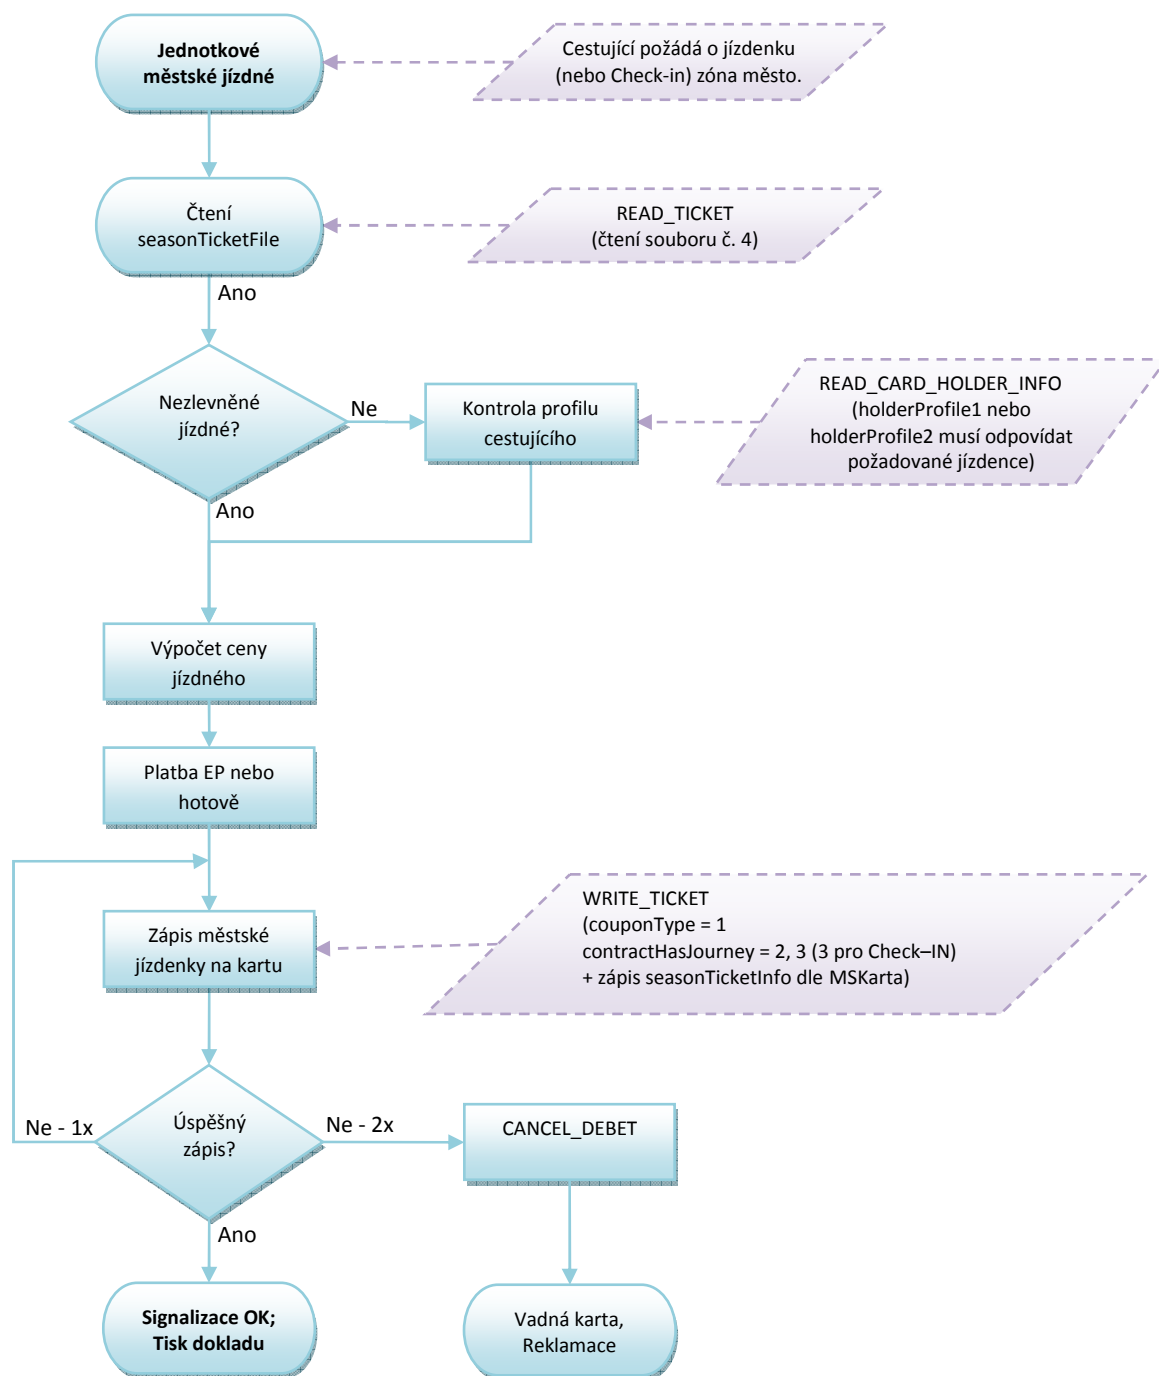 Jednotkové
městské jízdné
Cestující požádá o jízdenku
(nebo Check-in) zóna město.
Čtení
seasonTicketFile
READ_TICKET
(čtení souboru č. 4)
Ano
Nezlevněné
jízdné?
Ne
Kontrola profilu
cestujícího
READ_CARD_HOLDER_INFO
(holderProfile1 nebo
holderProfile2 musí odpovídat
požadované jízdence)
Ano
Výpočet ceny
jízdného
Platba EP nebo
hotově
Zápis městské
jízdenky na kartu
WRITE_TICKET
(couponType = 1
contractHasJourney = 2, 3 (3 pro Check–IN)
+ zápis seasonTicketInfo dle MSKarta)
Ne - 1x
Úspěšný
zápis?
Ne - 2x
CANCEL_DEBET
Ano
Signalizace OK;
Tisk dokladu
Vadná karta,
Reklamace